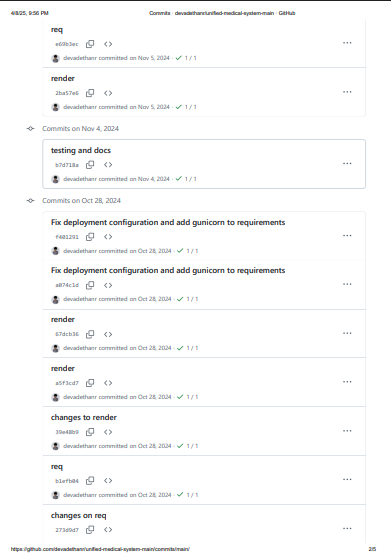 4/8/25, 9:56 PM Commits · devadethanr/unified-medical-system-main · GitHub
req
e69b3ec
devadethanr committed on Nov 5, 2024 · 1 / 1
render
2ba57e6
devadethanr committed on Nov 5, 2024 · 1 / 1
Commits on Nov 4, 2024
testing and docs
b7d718a
devadethanr committed on Nov 4, 2024 · 1 / 1
Commits on Oct 28, 2024
Fix deployment configuration and add gunicorn to requirements
f401291
devadethanr committed on Oct 28, 2024 · 1 / 1
Fix deployment configuration and add gunicorn to requirements
a074c1d
devadethanr committed on Oct 28, 2024 · 1 / 1
render
67dcb36
devadethanr committed on Oct 28, 2024 · 1 / 1
render
a5f3cd7
devadethanr committed on Oct 28, 2024 · 1 / 1
changes to render
39e48b9
devadethanr committed on Oct 28, 2024 · 1 / 1
req
b1efb04
devadethanr committed on Oct 28, 2024 · 1 / 1
changes on req
273d9d7
https://github.com/devadethanr/unified-medical-system-main/commits/main/ 2/5